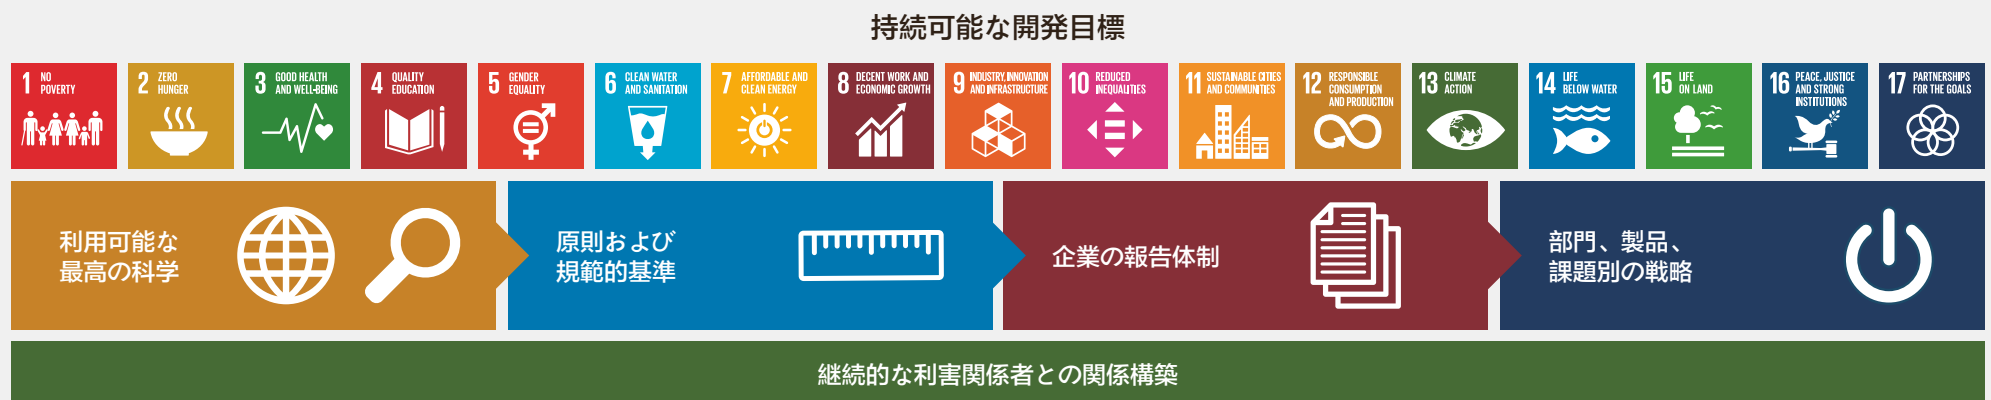 持続可能な開発目標
1 NO
POVERTY
2 ZERO
HUNGER
3 GOOD HEALTH
AND WELL-BEING
4 QUALITY
EDUCATION
5 GENDER
EQUALITY
6 CLEAN WATER
AND SANITATION
7 AFFORDABLE AND
CLEAN ENERGY
8 DECENT WORK AND
ECONOMIC GROWTH
9 INDUSTRY, INNOVATION
AND INFRASTRUCTURE
10 REDUCED
INEQUALITIES
11 SUSTAINABLE CITIES
AND COMMUNITIES
12 RESPONSIBLE
CONSUMPTION
AND PRODUCTION
13 CLIMATE
ACTION
14 LIFE
BELOW WATER
15 LIFE
ON LAND
16 PEACE, JUSTICE
AND STRONG
INSTITUTIONS
17 PARTNERSHIPS
FOR THE GOALS
利用可能な
最高の科学
原則および
規範的基準
企業の報告体制
部門、製品、
課題別の戦略
継続的な利害関係者との関係構築